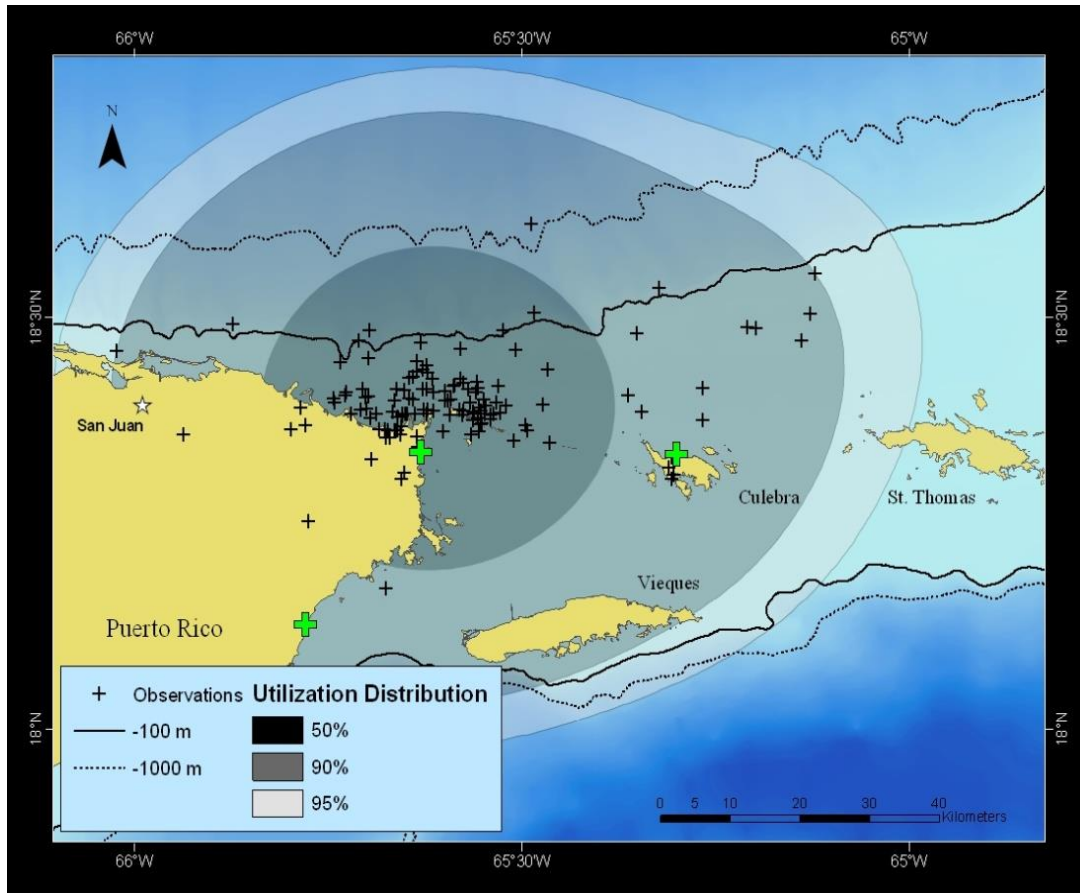 66°W 65°30'W 65°W
N
18°30'N 18°30'N
San Juan
Culebra St. Thomas
Vieques
Puerto Rico
18°N 18°N
Observations Utilization Distribution
-100 m 50%
-1000 m 90%
95%
0 5 10 20 30 40
Kilometers
66°W 65°30'W 65°W